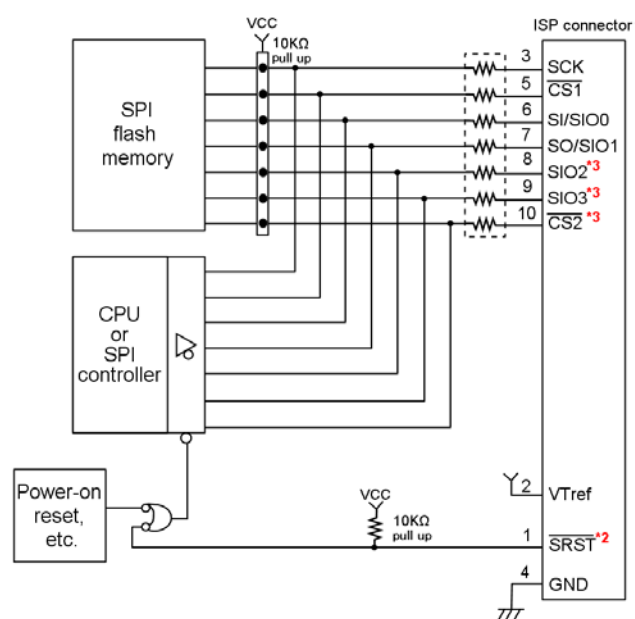 VCC
10KΩ
pull up
ISP connector
SPI
flash
memory
3 SCK
5 CS1
6 SI/SIO0
7 SO/SIO1
8 SIO2*3
9 SIO3*3
10 CS2*3
CPU
or
SPI
controller
Power-on
reset,
etc.
VCC
10KΩ
pull up
2 VTref
1 SRST*2
4 GND